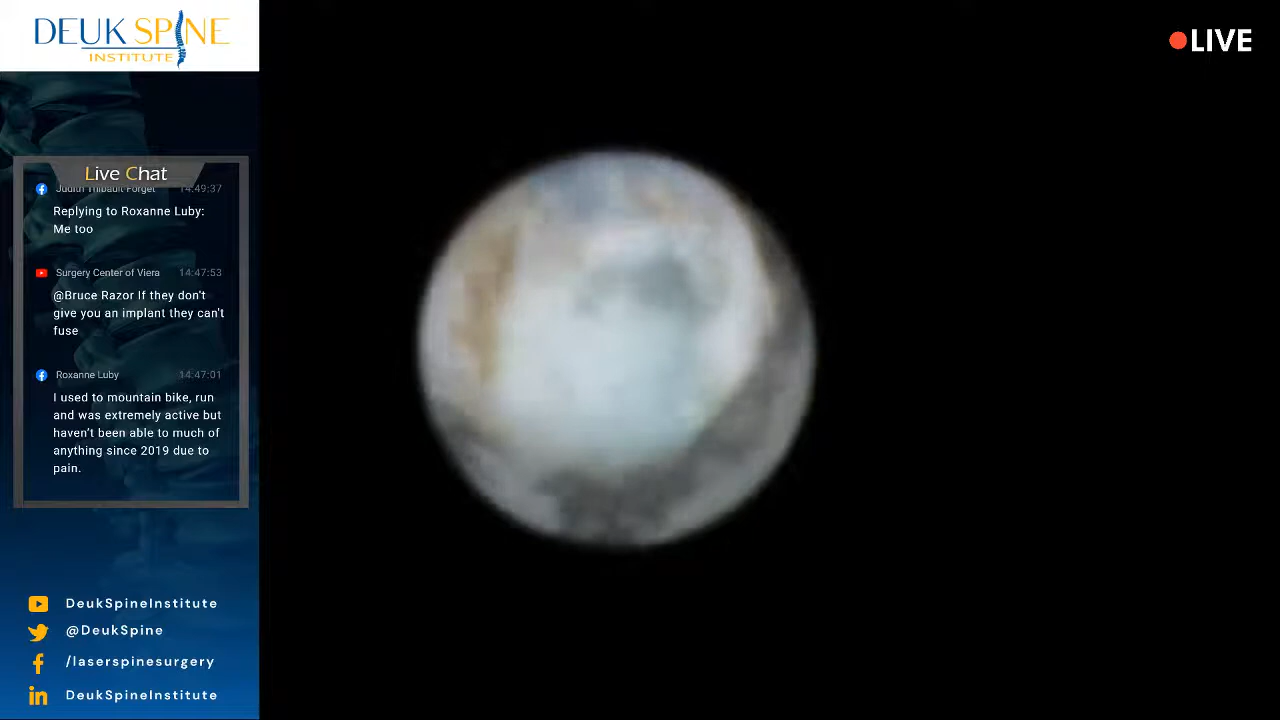 DEUK SPINE
INSTITUTE
LIVE
Live Chat
Judith Thibault Forget 14:49:37
Replying to Roxanne Luby:
Me too
Surgery Center of Viera 14:47:53
@Bruce Razor If they don't
give you an implant they can't
fuse
Roxanne Luby 14:47:01
I used to mountain bike, run
and was extremely active but
haven't been able to much of
anything since 2019 due to
pain.
DeukSpineInstitute
@DeukSpine
/laserspinesurgery
DeukSpineInstitute